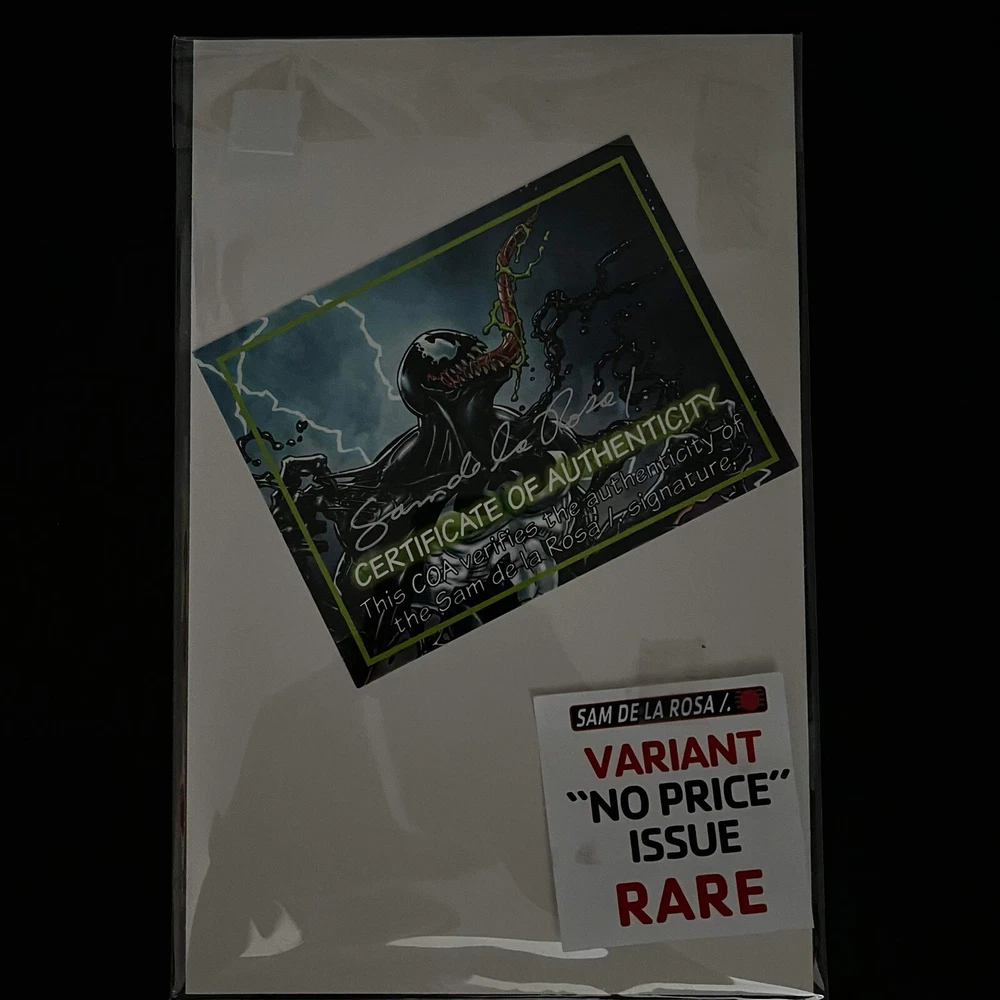 Sam de la Rosa /.
CERTIFICATE OF AUTHENTICITY
This COA verifies the authenticity of
the Sam de la Rosa /. signature.
SAM DE LA ROSA /.
VARIANT
“NO PRICE”
ISSUE
RARE